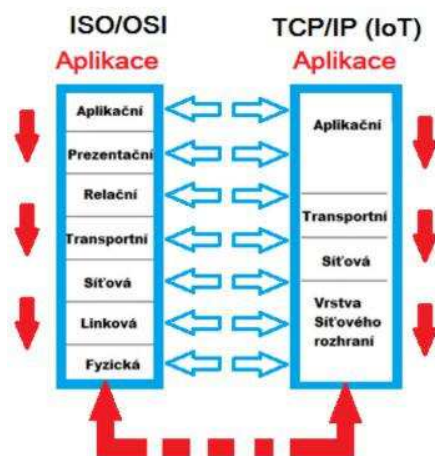 ISO/OSI
Aplikace
Aplikační
Prezentační
Relační
Transportní
Síťová
Linková
Fyzická
TCP/IP (IoT)
Aplikace
Aplikační
Transportní
Síťová
Vrstva
Síťového
rozhraní